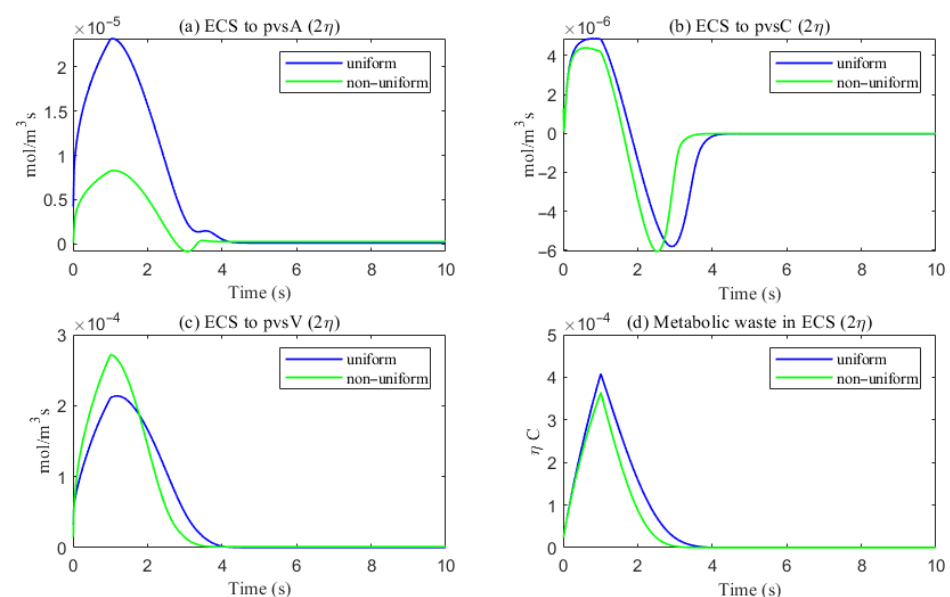 (a) ECS to pvsA (2η)
×10⁻⁵
2
1.5
1
0.5
0
mol/m³s
0 2 4 6 8 10
Time (s)
uniform
non-uniform
(b) ECS to pvsC (2η)
×10⁻⁶
4
2
0
−2
−4
−6
mol/m³s
0 2 4 6 8 10
Time (s)
uniform
non-uniform
(c) ECS to pvsV (2η)
×10⁻⁴
3
2
1
0
mol/m³s
0 2 4 6 8 10
Time (s)
uniform
non-uniform
(d) Metabolic waste in ECS (2η)
×10⁻⁴
5
4
3
2
1
0
η C
0 2 4 6 8 10
Time (s)
uniform
non-uniform